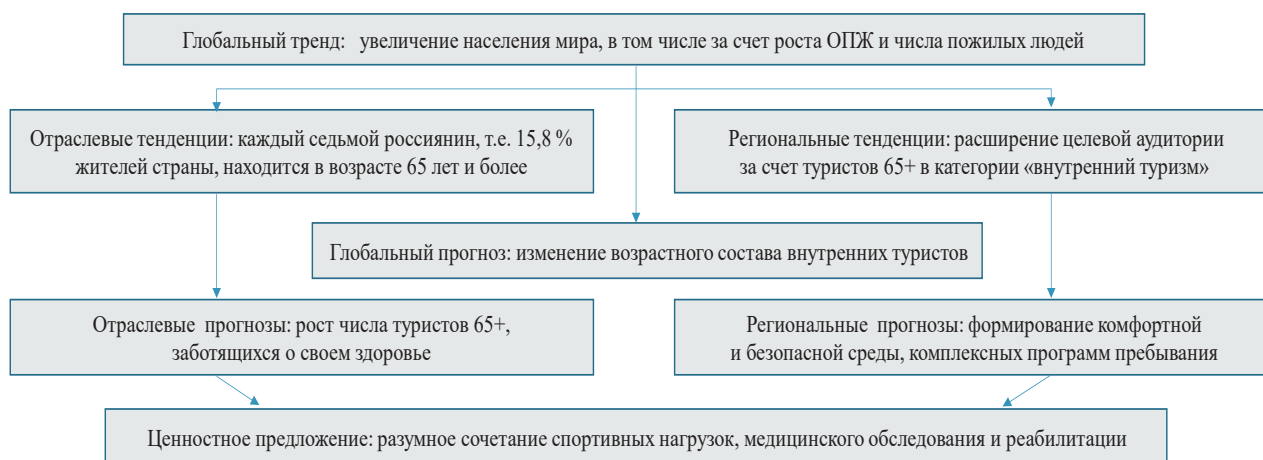 Глобальный тренд: увеличение населения мира, в том числе за счет роста ОПЖ и числа пожилых людей
Отраслевые тенденции: каждый седьмой россиянин, т.е. 15,8 %
жителей страны, находится в возрасте 65 лет и более
Региональные тенденции: расширение целевой аудитории
за счет туристов 65+ в категории «внутренний туризм»
Глобальный прогноз: изменение возрастного состава внутренних туристов
Отраслевые прогнозы: рост числа туристов 65+,
заботящихся о своем здоровье
Региональные прогнозы: формирование комфортной
и безопасной среды, комплексных программ пребывания
Ценностное предложение: разумное сочетание спортивных нагрузок, медицинского обследования и реабилитации